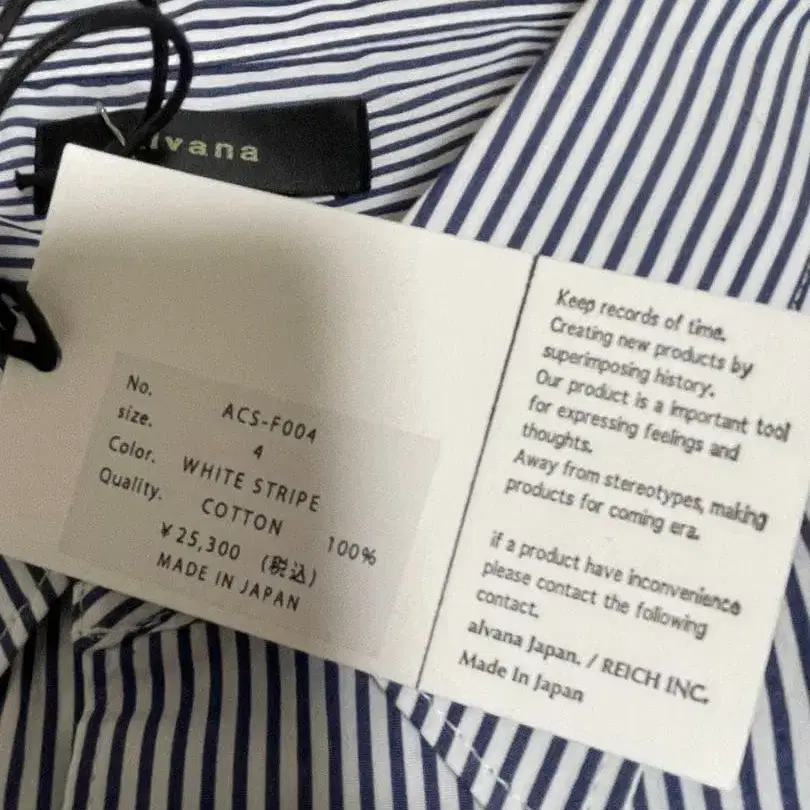 alvana
No. ACS-F004
size. 4
Color. WHITE STRIPE
Quality. COTTON 100%
¥25,300 (税込)
MADE IN JAPAN
Keep records of time.
Creating new products by
superimposing history.
Our product is a important tool
for expressing feelings and
thoughts.
Away from stereotypes, making
products for coming era.
if a product have inconvenience
please contact the following
contact.
alvana Japan. / REICH INC.
Made In Japan